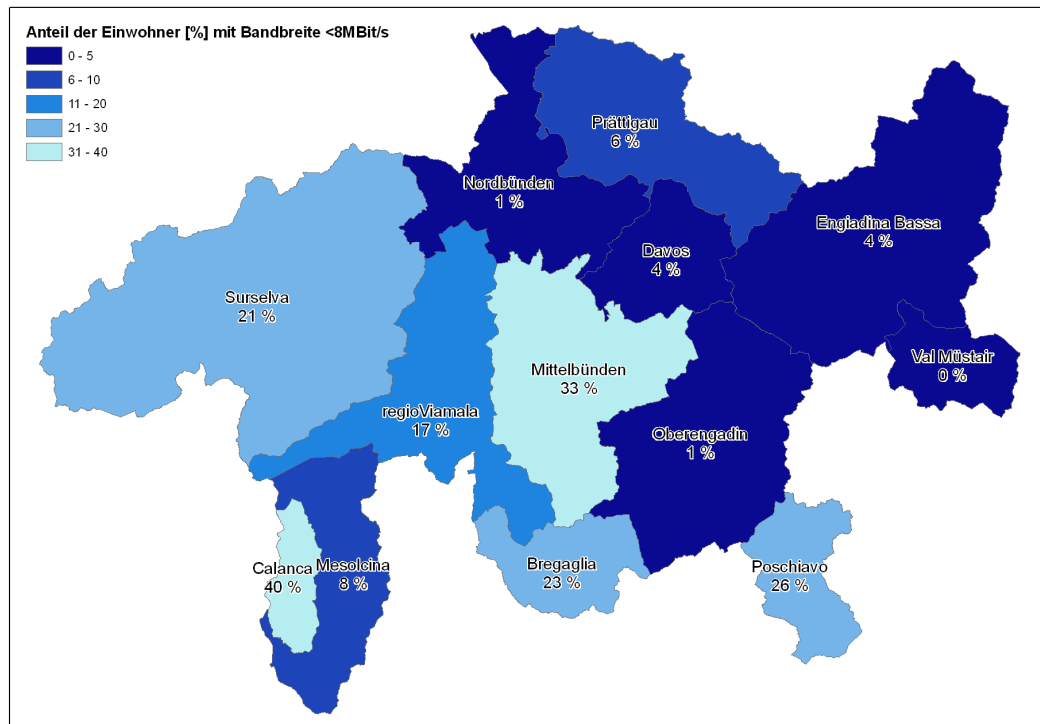 Anteil der Einwohner [%] mit Bandbreite <8MBit/s
0 - 5
6 - 10
11 - 20
21 - 30
31 - 40
Prättigau
6 %
Nordbünden
1 %
Engiadina Bassa
4 %
Davos
4 %
Surselva
21 %
Val Müstair
0 %
Mittelbünden
33 %
regioViamala
17 %
Oberengadin
1 %
Calanca
40 %
Mesolcina
8 %
Bregaglia
23 %
Poschiavo
26 %